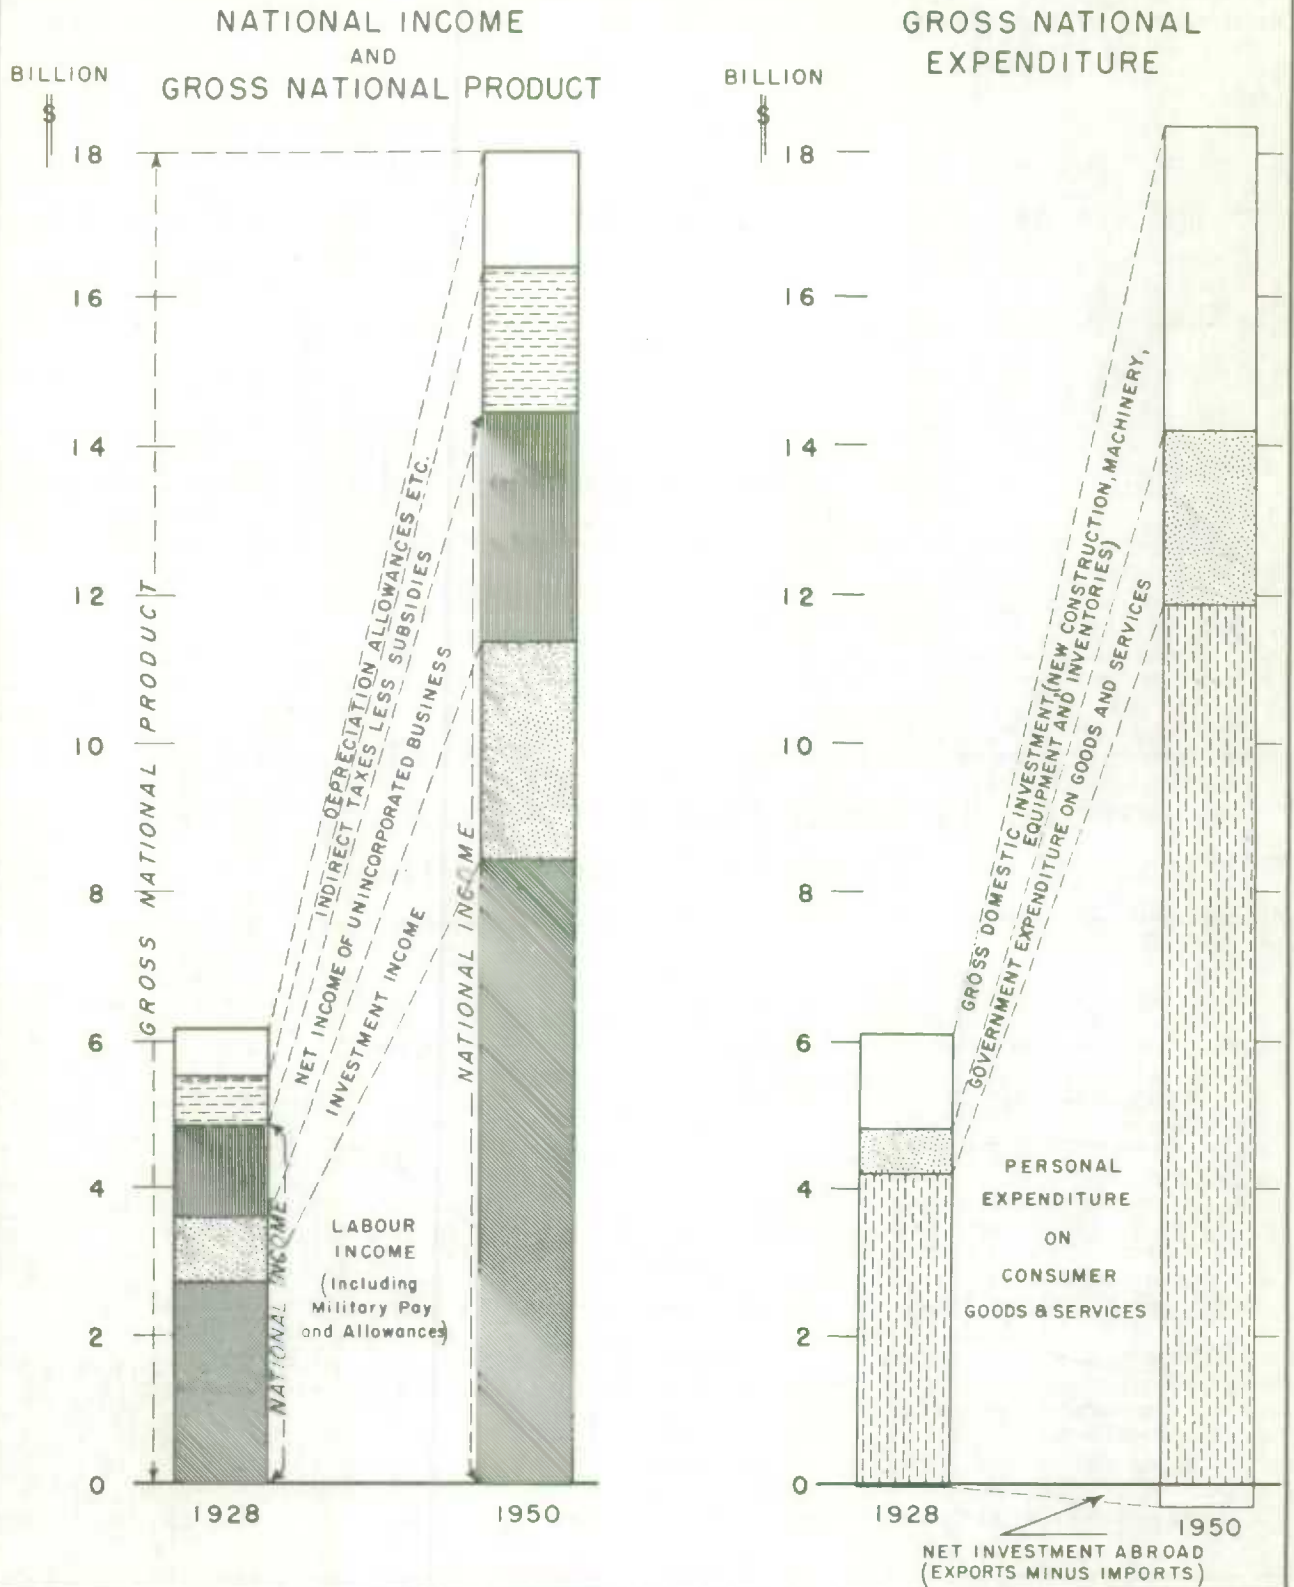 NATIONAL INCOME
AND
GROSS NATIONAL PRODUCT
BILLION
$
18
16
14
12
10
8
6
4
2
0
GROSS NATIONAL PRODUCT
DEPRECIATION ALLOWANCES ETC.
INDIRECT TAXES LESS SUBSIDIES
NET INCOME OF UNINCORPORATED BUSINESS
INVESTMENT INCOME
NATIONAL INCOME
NATIONAL INCOME
LABOUR
INCOME
(Including
Military Pay
and Allowances)
1928
1950
GROSS NATIONAL
EXPENDITURE
BILLION
$
18
16
14
12
10
8
6
4
2
0
GROSS DOMESTIC INVESTMENT,(NEW CONSTRUCTION,MACHINERY,
EQUIPMENT AND INVENTORIES)
GOVERNMENT EXPENDITURE ON GOODS AND SERVICES
PERSONAL
EXPENDITURE
ON
CONSUMER
GOODS & SERVICES
1928
1950
NET INVESTMENT ABROAD
(EXPORTS MINUS IMPORTS)